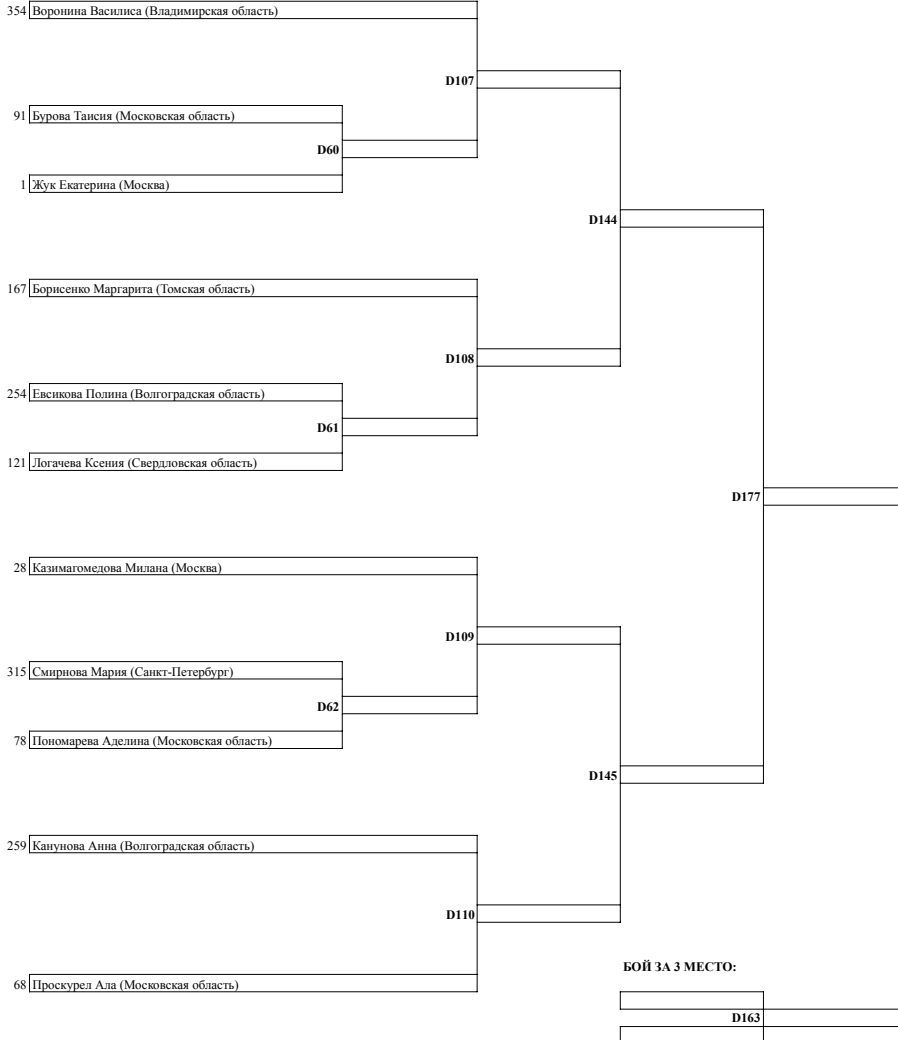 354 Воронина Василиса (Владимирская область)
D107
91 Бурова Таисия (Московская область)
D60
1 Жук Екатерина (Москва)
D144
167 Борисенко Маргарита (Томская область)
D108
254 Евсикова Полина (Волгоградская область)
D61
121 Логачева Ксения (Свердловская область)
D177
28 Казимагомедова Милана (Москва)
D109
315 Смирнова Мария (Санкт-Петербург)
D62
78 Пономарева Аделина (Московская область)
D145
259 Канунова Анна (Волгоградская область)
D110
БОЙ ЗА 3 МЕСТО:
68 Проскурел Ала (Московская область)
D163